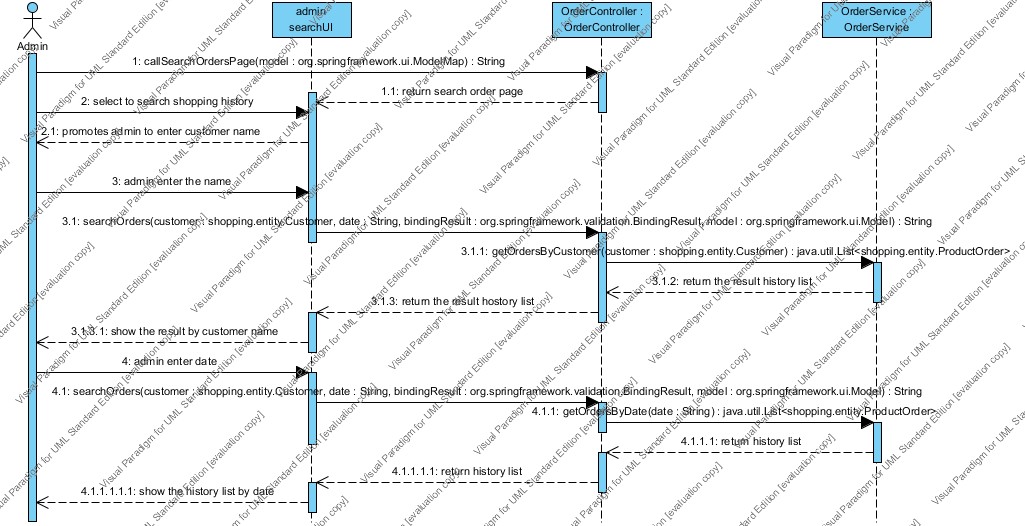 admin
searchUI
OrderController :
OrderController
OrderService :
OrderService
Admin
1: callSearchOrdersPage(model : org.springframework.ui.ModelMap) : String
1.1: return search order page
2: select to search shopping history
2.1: promotes admin to enter customer name
3: admin enter the name
3.1: searchOrders(customer : shopping.entity.Customer, date : String, bindingResult : org.springframework.validation.BindingResult, model : org.springframework.ui.Model) : String
3.1.1: getOrdersByCustomer(customer : shopping.entity.Customer) : java.util.List<shopping.entity.ProductOrder>
3.1.2: return the result history list
3.1.3: return the result hostory list
3.1.3.1: show the result by customer name
4: admin enter date
4.1: searchOrders(customer : shopping.entity.Customer, date : String, bindingResult : org.springframework.validation.BindingResult, model : org.springframework.ui.Model) : String
4.1.1: getOrdersByDate(date : String) : java.util.List<shopping.entity.ProductOrder>
4.1.1.1: return history list
4.1.1.1.1: return history list
4.1.1.1.1.1: show the history list by date
Visual Paradigm for UML Standard Edition [evaluation copy]